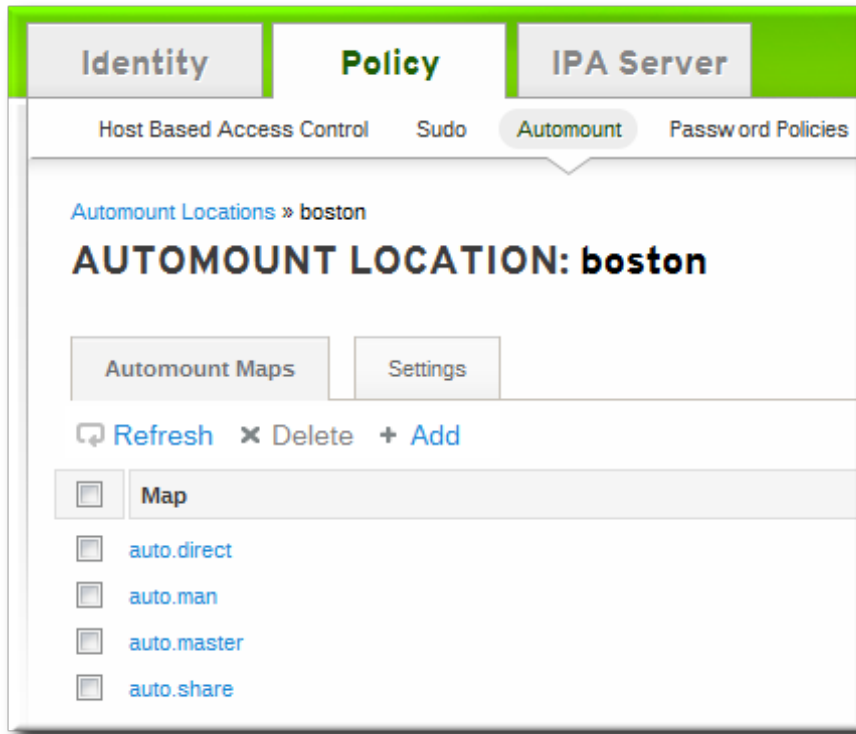 Identity Policy IPA Server
Host Based Access Control Sudo Automount Password Policies
Automount Locations » boston
AUTOMOUNT LOCATION: boston
Automount Maps Settings
Refresh Delete + Add
Map
auto.direct
auto.man
auto.master
auto.share